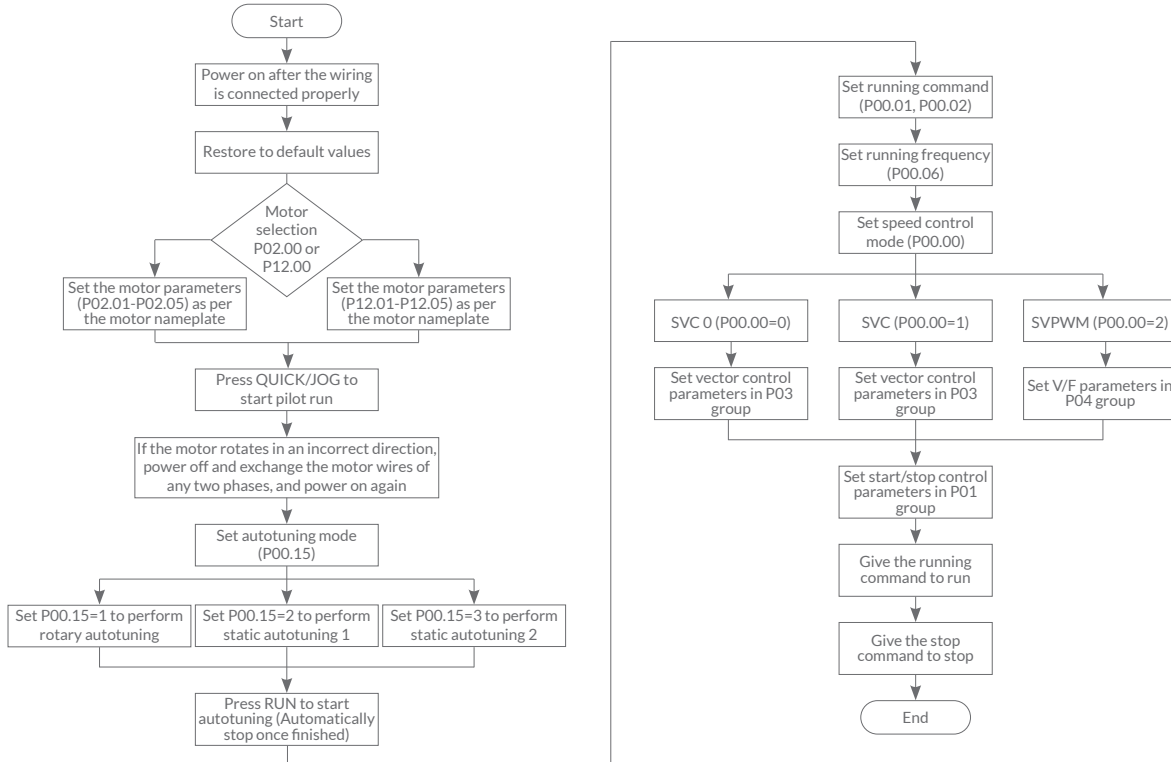 Start
Power on after the wiring
is connected properly
Restore to default values
Motor
selection
P02.00 or
P12.00
Set the motor parameters
(P02.01-P02.05) as per
the motor nameplate
Set the motor parameters
(P12.01-P12.05) as per
the motor nameplate
Press QUICK/JOG to
start pilot run
If the motor rotates in an incorrect direction,
power off and exchange the motor wires of
any two phases, and power on again
Set autotuning mode
(P00.15)
Set P00.15=1 to perform
rotary autotuning
Set P00.15=2 to perform
static autotuning 1
Set P00.15=3 to perform
static autotuning 2
Press RUN to start
autotuning (Automatically
stop once finished)
Set running command
(P00.01, P00.02)
Set running frequency
(P00.06)
Set speed control
mode (P00.00)
SVC 0 (P00.00=0)
SVC (P00.00=1)
SVPWM (P00.00=2)
Set vector control
parameters in P03
group
Set vector control
parameters in P03
group
Set V/F parameters in
P04 group
Set start/stop control
parameters in P01
group
Give the running
command to run
Give the stop
command to stop
End